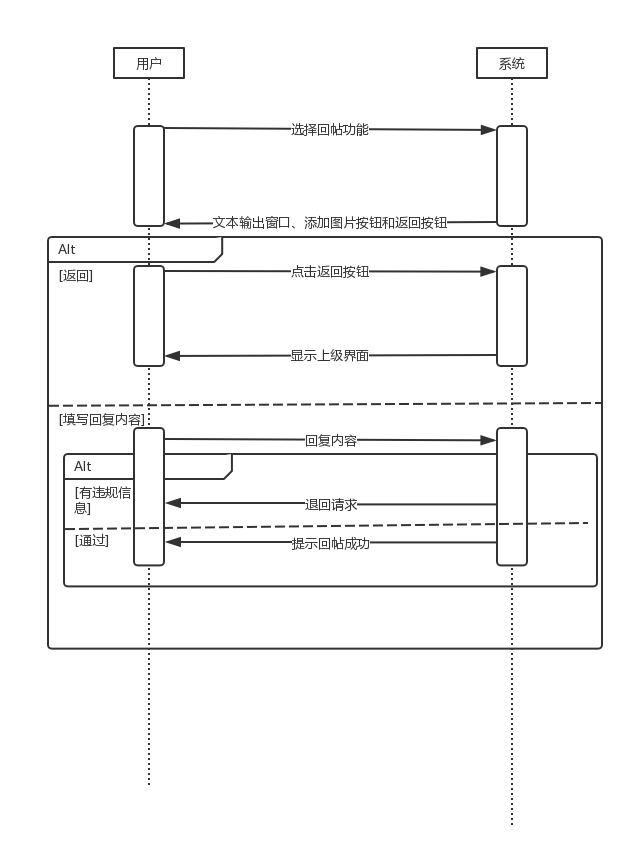 用户
系统
选择回帖功能
文本输出窗口、添加图片按钮和返回按钮
Alt
[返回]
点击返回按钮
显示上级界面
[填写回复内容]
回复内容
Alt
[有违规信
息]
退回请求
[通过]
提示回帖成功